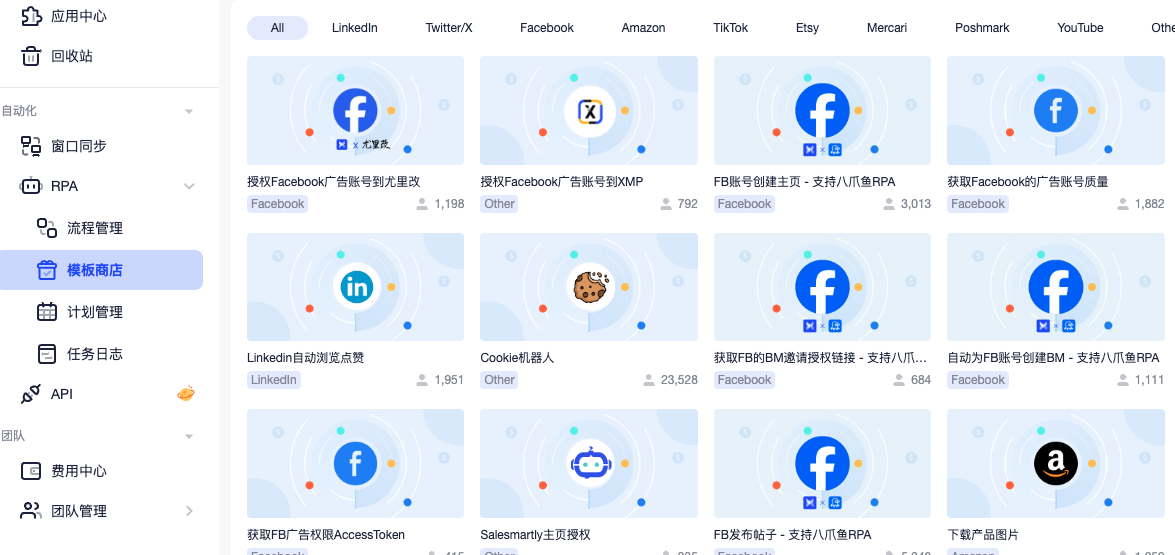 应用中心
回收站
自动化
窗口同步
RPA
流程管理
模板商店
计划管理
任务日志
API
团队
费用中心
团队管理
All LinkedIn Twitter/X Facebook Amazon TikTok Etsy Mercari Poshmark YouTube Othe
x 尤里改
授权Facebook广告账号到尤里改
Facebook 1,198
授权Facebook广告账号到XMP
Other 792
FB账号创建主页 - 支持八爪鱼RPA
Facebook 3,013
获取Facebook的广告账号质量
Facebook 1,882
Linkedin自动浏览点赞
LinkedIn 1,951
Cookie机器人
Other 23,528
获取FB的BM邀请授权链接 - 支持八爪...
Facebook 684
自动为FB账号创建BM - 支持八爪鱼RPA
Facebook 1,111
获取FB广告权限AccessToken
Facebook 415
Salesmartly主页授权
Other
FB发布帖子 - 支持八爪鱼RPA
Facebook
下载产品图片
Amazon